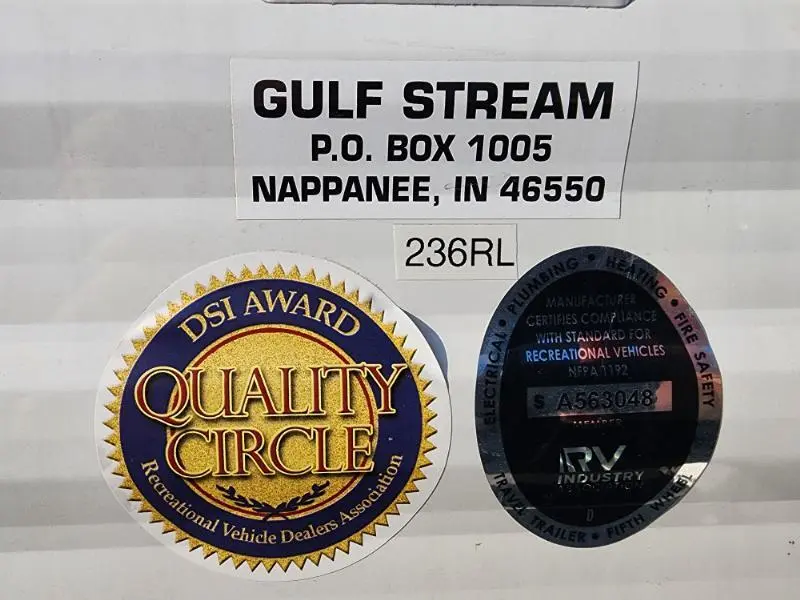 GULF STREAM
P.O. BOX 1005
NAPPANEE, IN 46550
236RL
DSI AWARD
QUALITY
CIRCLE
Recreational Vehicle Dealers Association
ELECTRICAL • PLUMBING • HEATING • FIRE SAFETY
MANUFACTURER
CERTIFIES COMPLIANCE
WITH STANDARD FOR
RECREATIONAL VEHICLES
NFPA 1192
S A563048
MEMBER
RV
INDUSTRY
D
TRAVEL TRAILER • FIFTH WHEEL